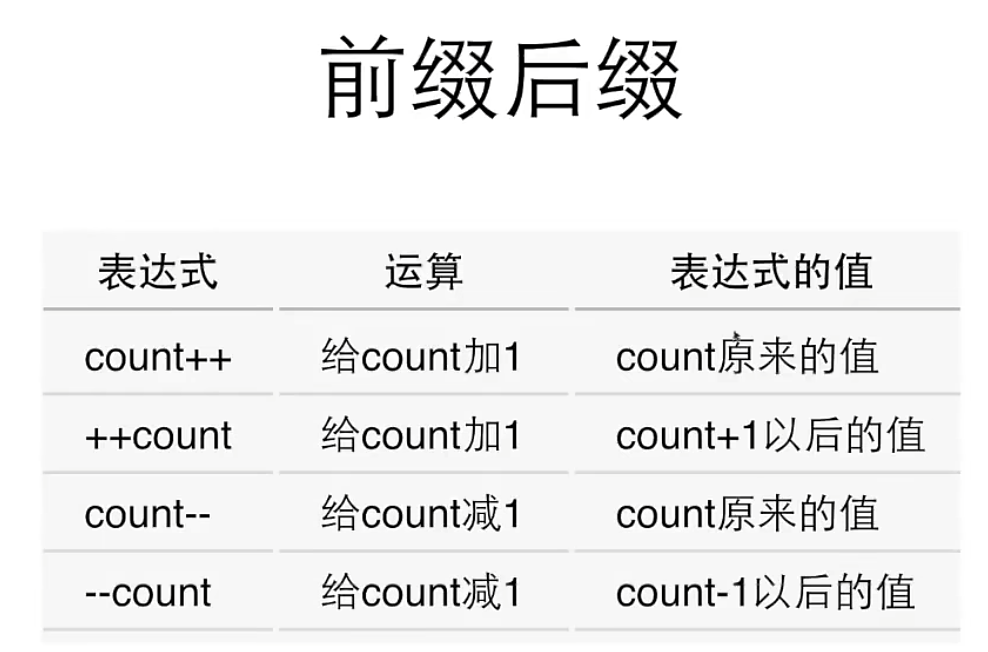 前缀后缀
表达式 运算 表达式的值
count++ 给count加1 count原来的值
++count 给count加1 count+1以后的值
count-- 给count减1 count原来的值
--count 给count减1 count-1以后的值